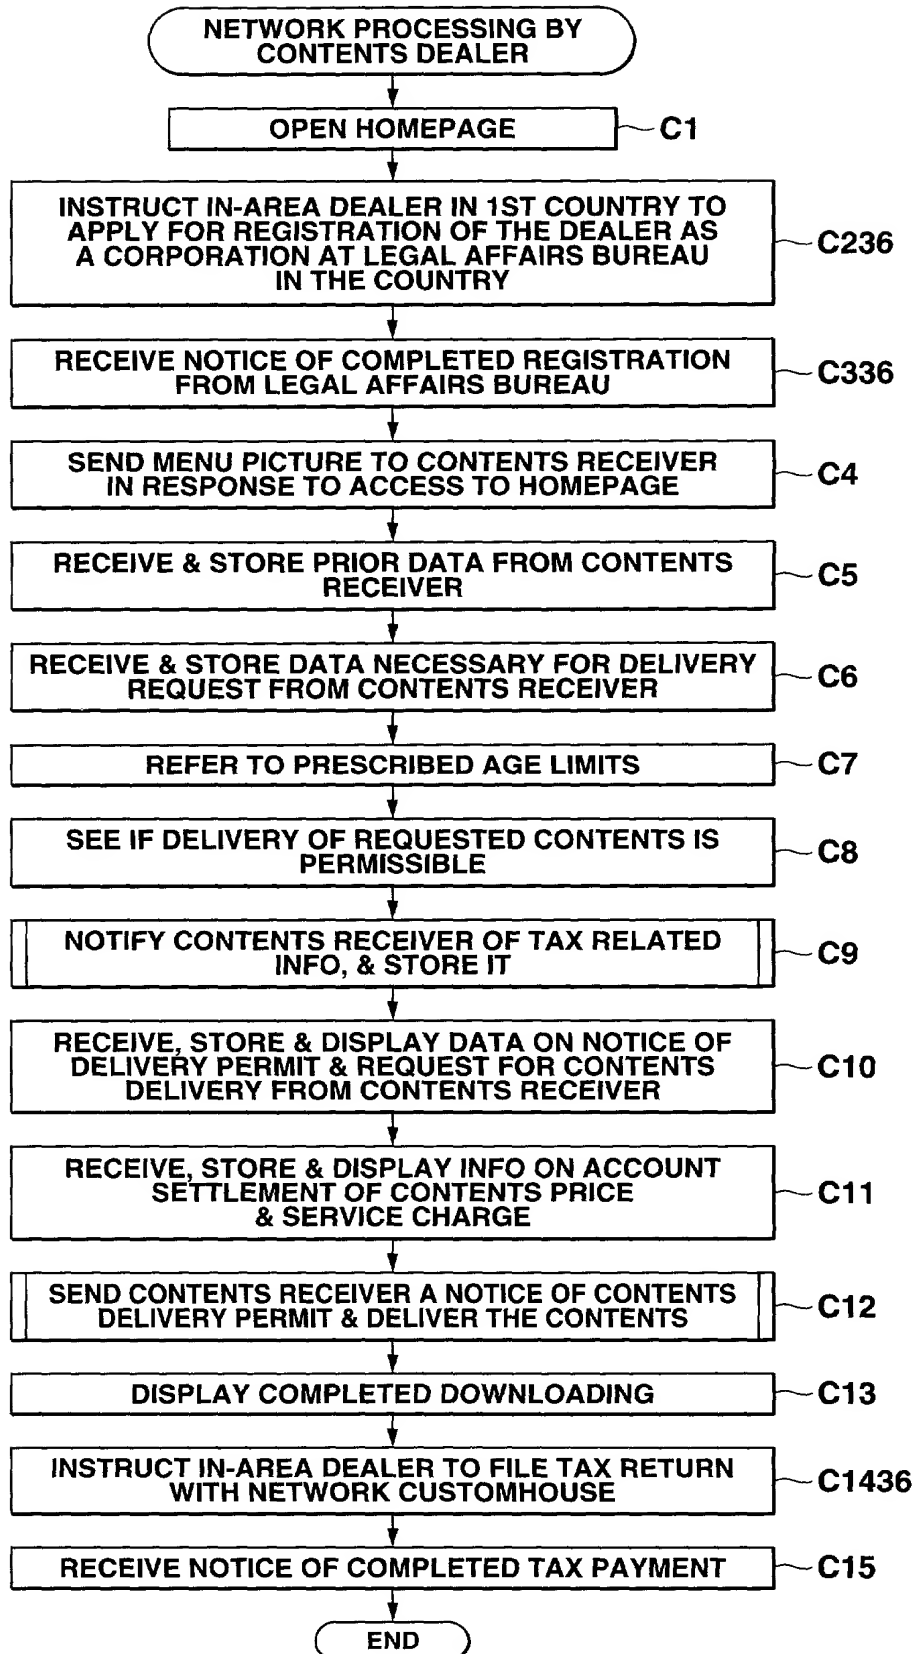 NETWORK PROCESSING BY
CONTENTS DEALER
OPEN HOMEPAGE
C1
INSTRUCT IN-AREA DEALER IN 1ST COUNTRY TO
APPLY FOR REGISTRATION OF THE DEALER AS
A CORPORATION AT LEGAL AFFAIRS BUREAU
IN THE COUNTRY
C236
RECEIVE NOTICE OF COMPLETED REGISTRATION
FROM LEGAL AFFAIRS BUREAU
C336
SEND MENU PICTURE TO CONTENTS RECEIVER
IN RESPONSE TO ACCESS TO HOMEPAGE
C4
RECEIVE & STORE PRIOR DATA FROM CONTENTS
RECEIVER
C5
RECEIVE & STORE DATA NECESSARY FOR DELIVERY
REQUEST FROM CONTENTS RECEIVER
C6
REFER TO PRESCRIBED AGE LIMITS
C7
SEE IF DELIVERY OF REQUESTED CONTENTS IS
PERMISSIBLE
C8
NOTIFY CONTENTS RECEIVER OF TAX RELATED
INFO, & STORE IT
C9
RECEIVE, STORE & DISPLAY DATA ON NOTICE OF
DELIVERY PERMIT & REQUEST FOR CONTENTS
DELIVERY FROM CONTENTS RECEIVER
C10
RECEIVE, STORE & DISPLAY INFO ON ACCOUNT
SETTLEMENT OF CONTENTS PRICE
& SERVICE CHARGE
C11
SEND CONTENTS RECEIVER A NOTICE OF CONTENTS
DELIVERY PERMIT & DELIVER THE CONTENTS
C12
DISPLAY COMPLETED DOWNLOADING
C13
INSTRUCT IN-AREA DEALER TO FILE TAX RETURN
WITH NETWORK CUSTOMHOUSE
C1436
RECEIVE NOTICE OF COMPLETED TAX PAYMENT
C15
END